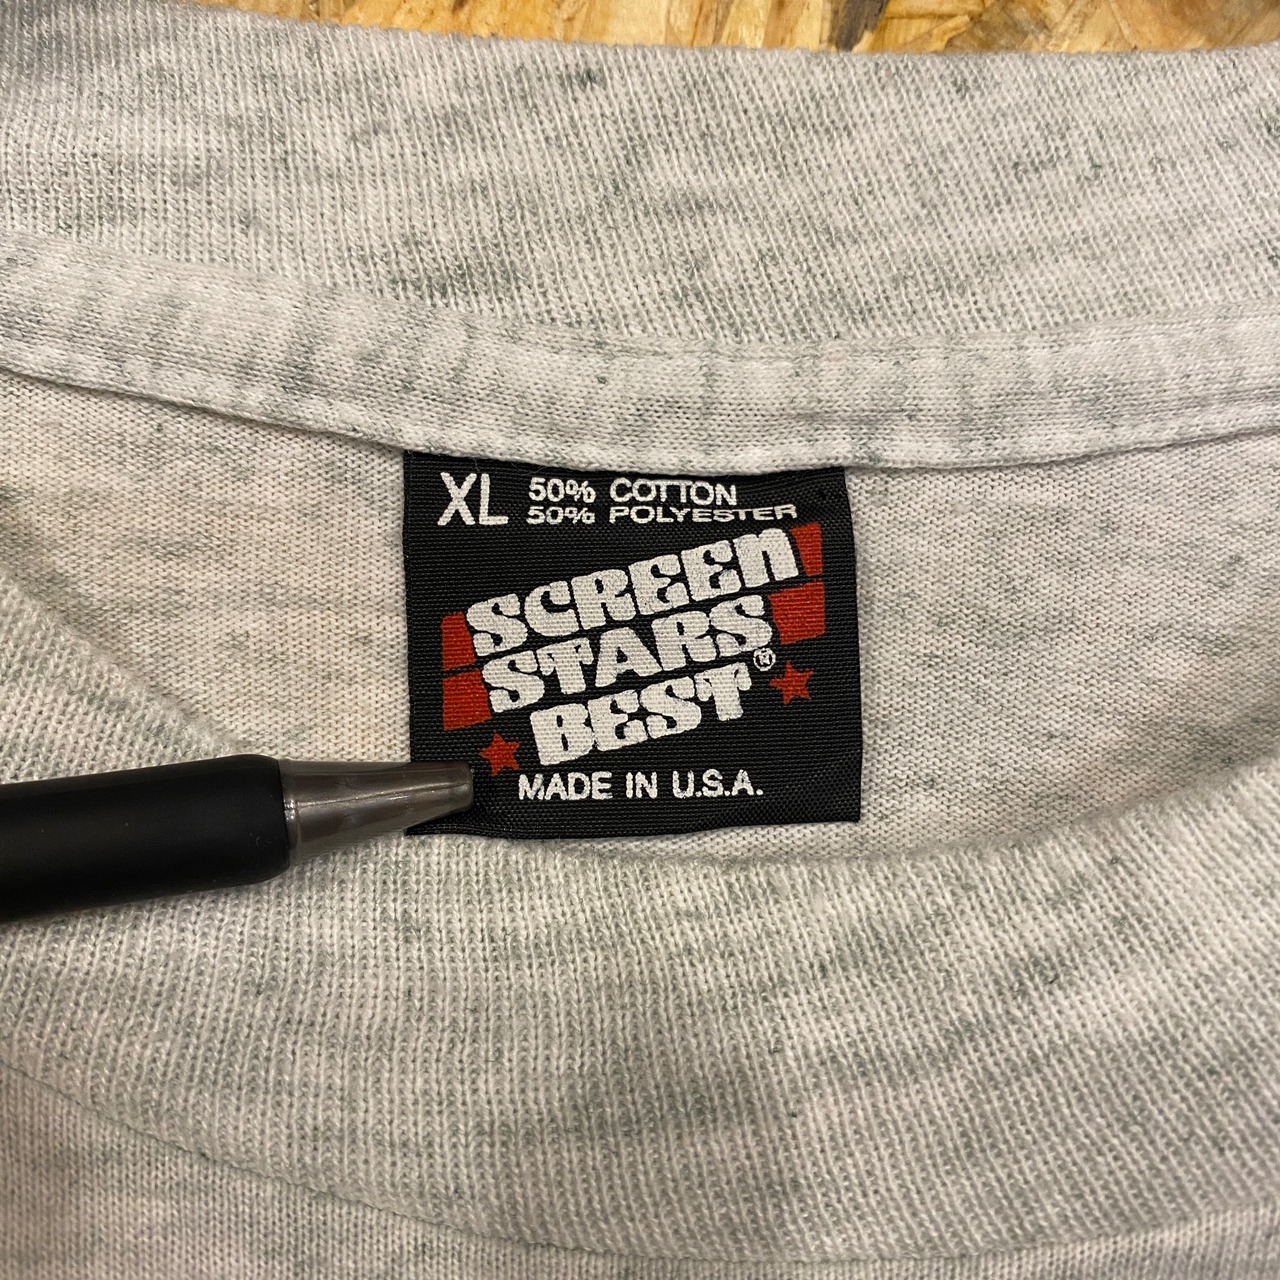 XL 50% COTTON
50% POLYESTER
SCREEN
STARS
BEST®
MADE IN U.S.A.